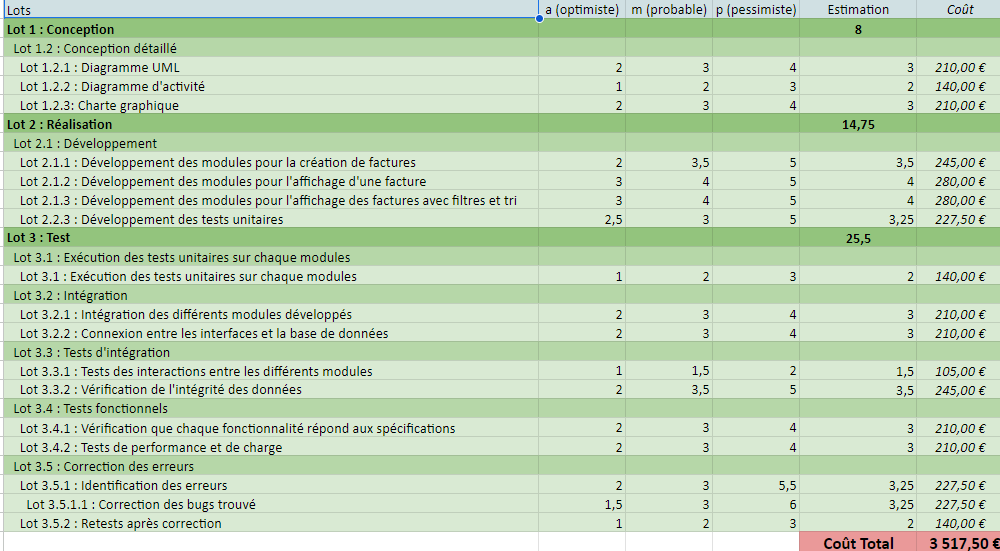 Lots a (optimiste) m (probable) p (pessimiste) Estimation Coût
Lot 1 : Conception 8
Lot 1.2 : Conception détaillé
Lot 1.2.1 : Diagramme UML 2 3 4 3 210,00 €
Lot 1.2.2 : Diagramme d'activité 1 2 3 2 140,00 €
Lot 1.2.3: Charte graphique 2 3 4 3 210,00 €
Lot 2 : Réalisation 14,75
Lot 2.1 : Développement
Lot 2.1.1 : Développement des modules pour la création de factures 2 3,5 5 3,5 245,00 €
Lot 2.1.2 : Développement des modules pour l'affichage d'une facture 3 4 5 4 280,00 €
Lot 2.1.3 : Développement des modules pour l'affichage des factures avec filtres et tri 3 4 5 4 280,00 €
Lot 2.2.3 : Développement des tests unitaires 2,5 3 5 3,25 227,50 €
Lot 3 : Test 25,5
Lot 3.1 : Exécution des tests unitaires sur chaque modules
Lot 3.1 : Exécution des tests unitaires sur chaque modules 1 2 3 2 140,00 €
Lot 3.2 : Intégration
Lot 3.2.1 : Intégration des différents modules développés 2 3 4 3 210,00 €
Lot 3.2.2 : Connexion entre les interfaces et la base de données 2 3 4 3 210,00 €
Lot 3.3 : Tests d'intégration
Lot 3.3.1 : Tests des interactions entre les différents modules 1 1,5 2 1,5 105,00 €
Lot 3.3.2 : Vérification de l'intégrité des données 2 3,5 5 3,5 245,00 €
Lot 3.4 : Tests fonctionnels
Lot 3.4.1 : Vérification que chaque fonctionnalité répond aux spécifications 2 3 4 3 210,00 €
Lot 3.4.2 : Tests de performance et de charge 2 3 4 3 210,00 €
Lot 3.5 : Correction des erreurs
Lot 3.5.1 : Identification des erreurs 2 3 5,5 3,25 227,50 €
Lot 3.5.1.1 : Correction des bugs trouvé 1,5 3 6 3,25 227,50 €
Lot 3.5.2 : Retests après correction 1 2 3 2 140,00 €
Coût Total 3 517,50 €